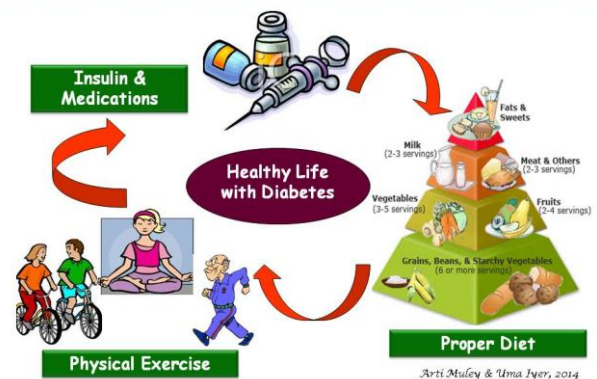 Insulin &
Medications
Healthy Life
with Diabetes
Fats &
Sweets
Milk
(2-3 servings)
Meat & Others
(2-3 servings)
Vegetables
(3-5 servings)
Fruits
(2-4 servings)
Grains, Beans, & Starchy Vegetables
(6 or more servings)
Proper Diet
Physical Exercise
Arti Muley & Uma Iyer, 2014